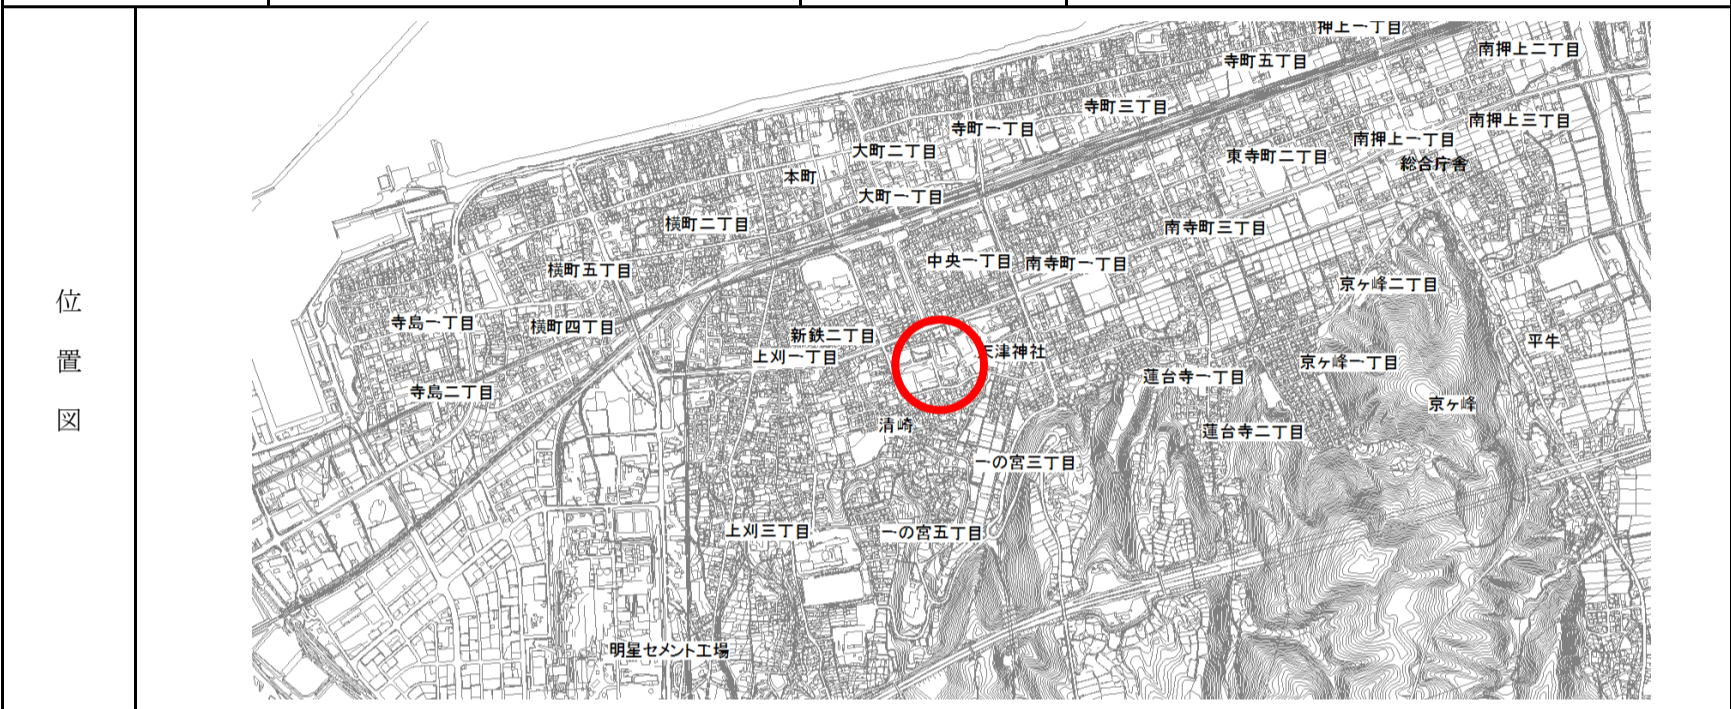 位
置
図
押上一丁目
南押上二丁目
寺町五丁目
寺町三丁目
南押上三丁目
寺町一丁目
南押上一丁目
大町二丁目
東寺町二丁目
総合庁舎
本町
大町一丁目
横町二丁目
南寺町三丁目
中央一丁目
南寺町一丁目
横町五丁目
京ヶ峰二丁目
寺島一丁目
横町四丁目
新鉄二丁目
平牛
天津神社
上刈一丁目
京ヶ峰一丁目
蓮台寺一丁目
寺島二丁目
京ヶ峰
清崎
蓮台寺二丁目
一の宮三丁目
上刈三丁目
一の宮五丁目
明星セメント工場